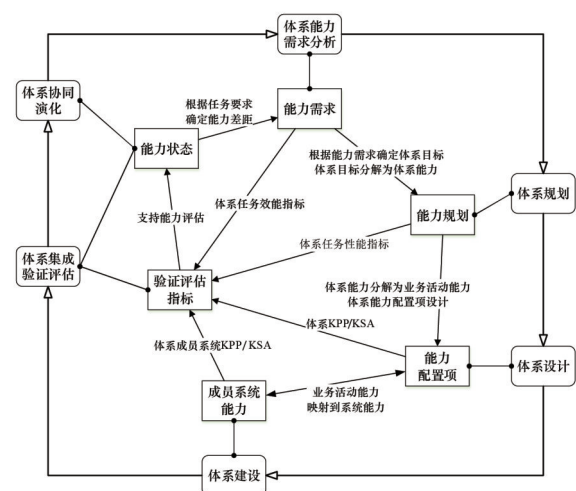 体系能力
需求分析
体系协同
演化
根据任务要求
确定能力差距
能力需求
能力状态
根据能力需求确定体系目标
体系目标分解为体系能力
体系任务效能指标
支持能力评估
能力规划
体系规划
体系任务性能指标
体系集成
验证评估
验证评估
指标
体系能力分解为业务活动能力
体系能力配置项设计
体系KPP/KSA
体系成员系统KPP/KSA
能力
配置项
体系设计
成员系统
能力
业务活动能力
映射到系统能力
体系建设